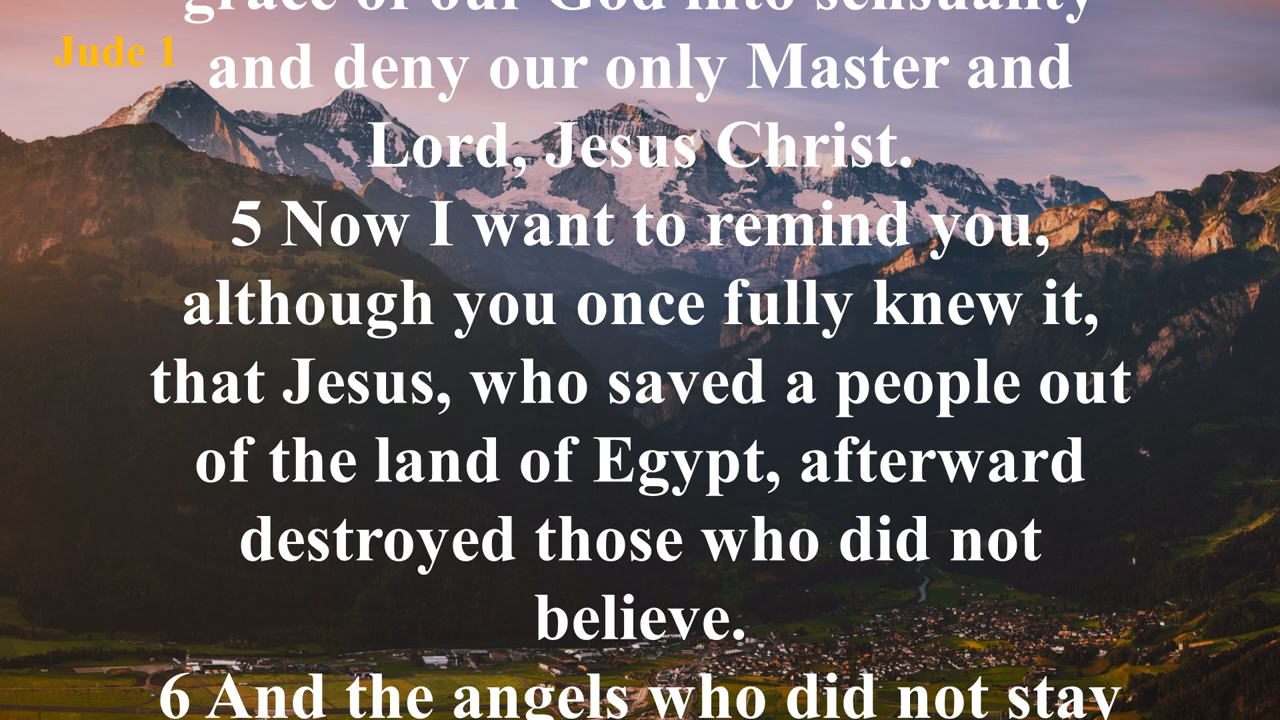 Jude 1
grace of our God into sensuality
and deny our only Master and
Lord, Jesus Christ.
5 Now I want to remind you,
although you once fully knew it,
that Jesus, who saved a people out
of the land of Egypt, afterward
destroyed those who did not
believe.
6 And the angels who did not stay